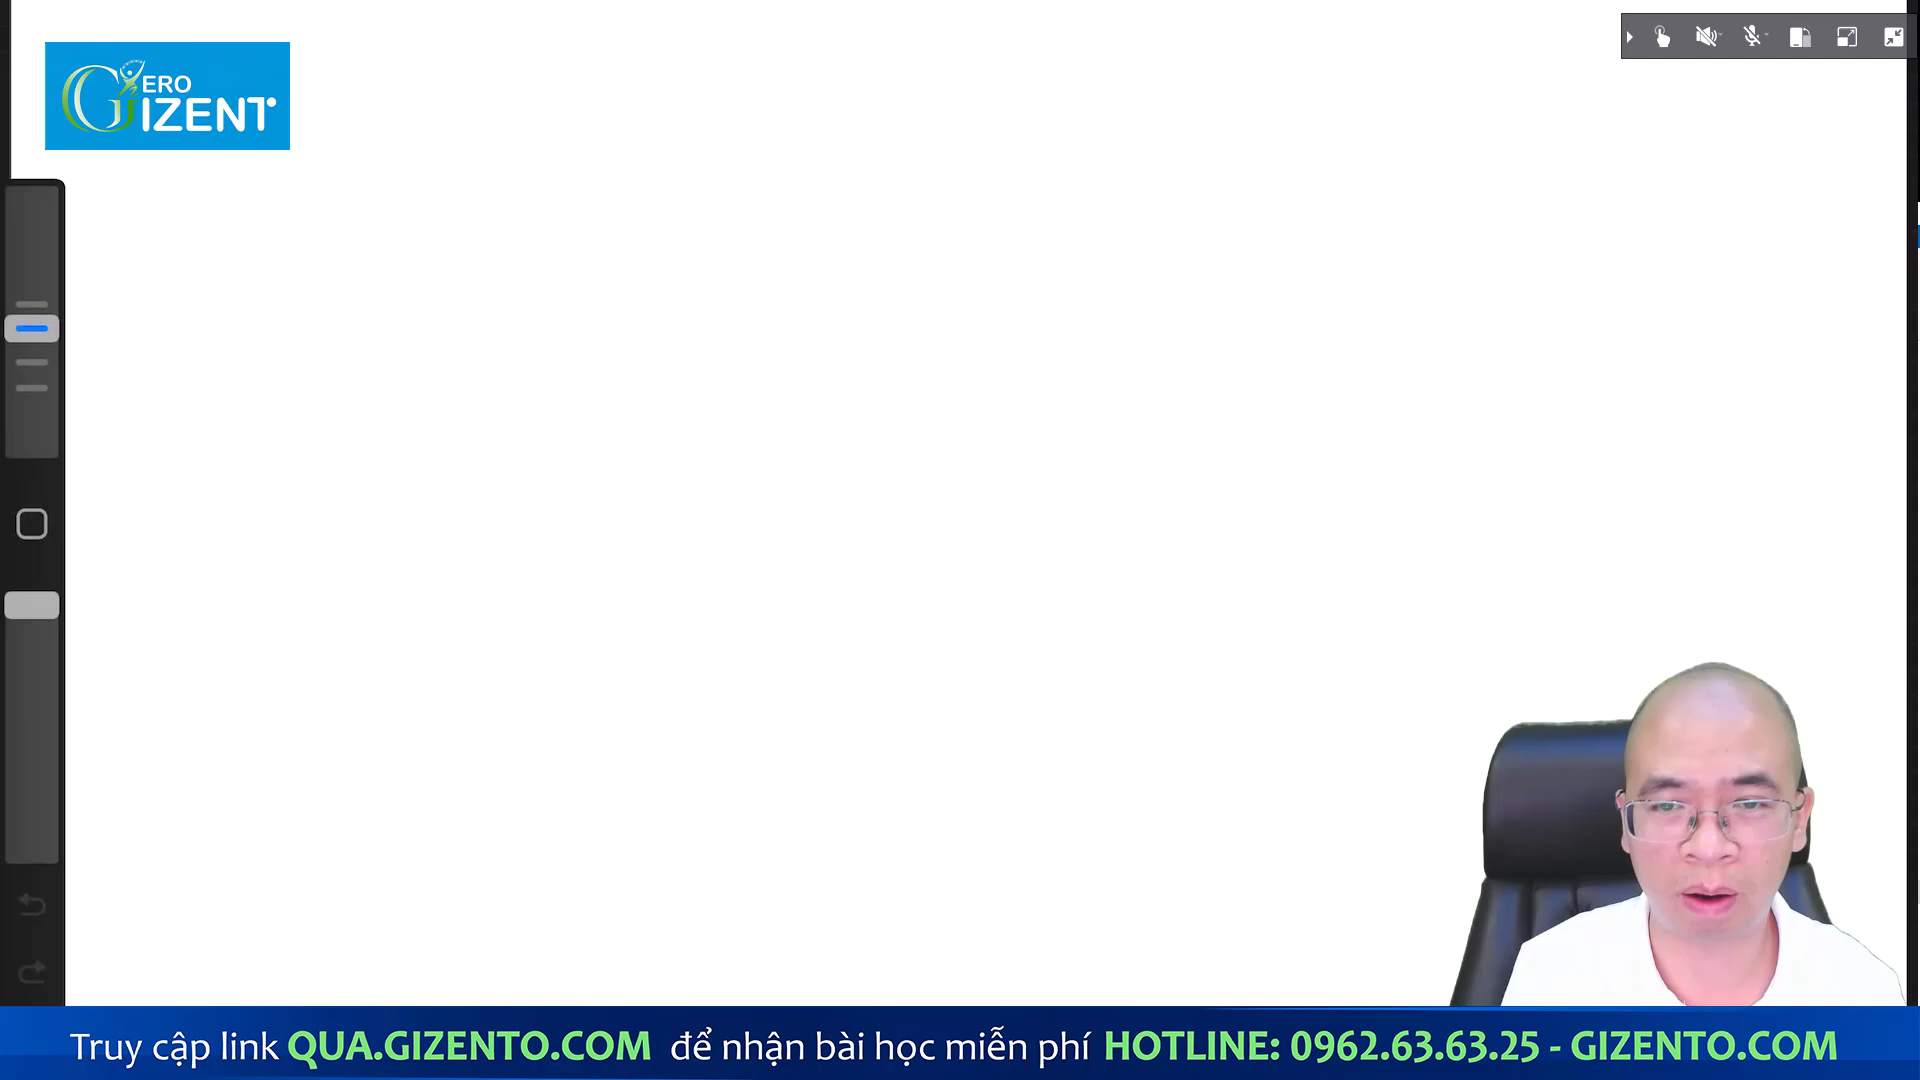 ERO
GIZENT
Truy cập link QUA.GIZENTO.COM để nhận bài học miễn phí HOTLINE: 0962.63.63.25 - GIZENTO.COM